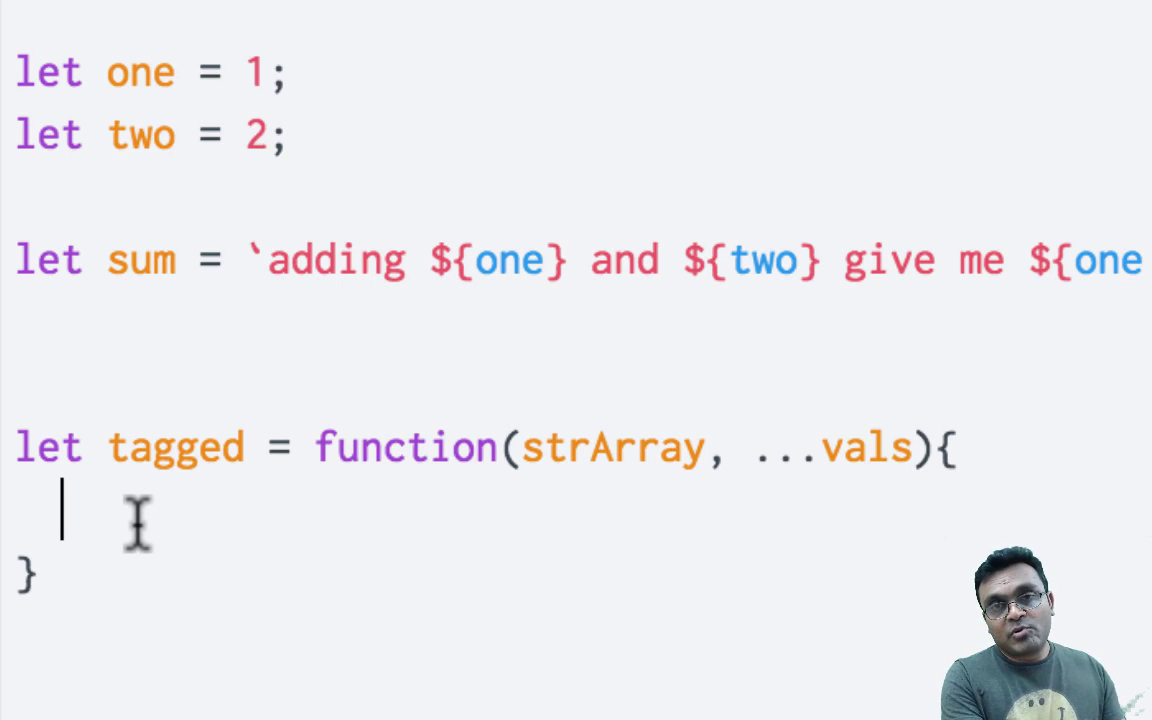 let one = 1;
let two = 2;
let sum = `adding ${one} and ${two} give me ${one
let tagged = function(strArray, ...vals){
}